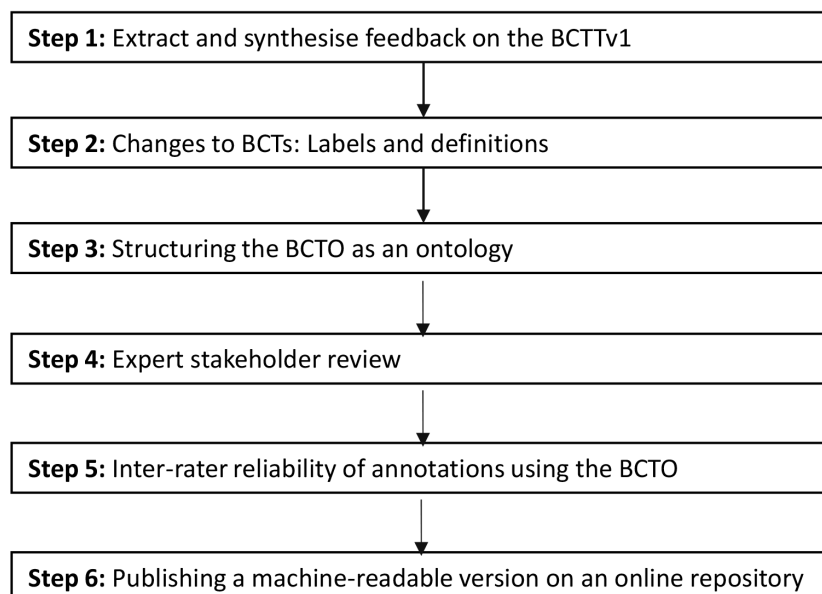 Step 1: Extract and synthesise feedback on the BCTTv1
Step 2: Changes to BCTs: Labels and definitions
Step 3: Structuring the BCTO as an ontology
Step 4: Expert stakeholder review
Step 5: Inter-rater reliability of annotations using the BCTO
Step 6: Publishing a machine-readable version on an online repository